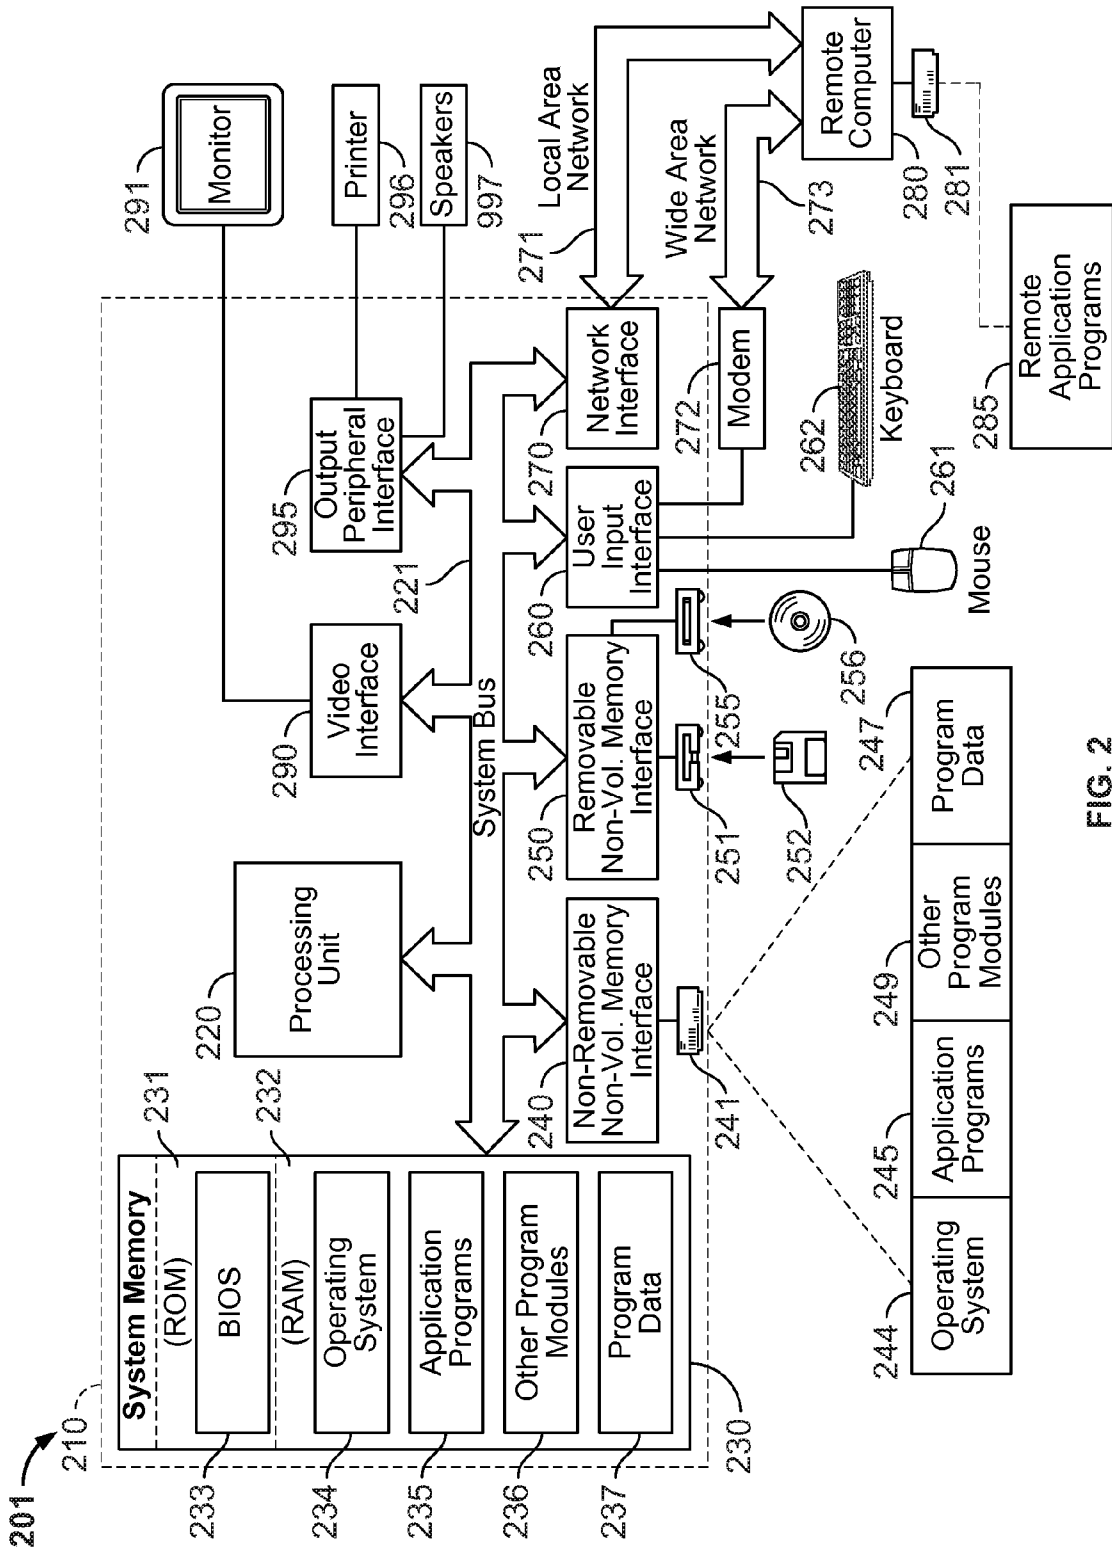 201
210
System Memory
(ROM)
231
BIOS
233
(RAM)
232
Operating
System
234
Application
Programs
235
Other Program
Modules
236
Program
Data
237
230
220
Processing
Unit
290
Video
Interface
295
Output
Peripheral
Interface
291
Monitor
Printer
296
Speakers
997
221
System Bus
240
Non-Removable
Non-Vol. Memory
Interface
250
Removable
Non-Vol. Memory
Interface
260
User
Input
Interface
270
Network
Interface
271
Local Area
Network
Wide Area
Network
273
272
Modem
Remote
Computer
280
281
241
251
255
252
256
Mouse
261
262
Keyboard
285
Remote
Application
Programs
244
Operating
System
245
Application
Programs
249
Other
Program
Modules
247
Program
Data
FIG. 2